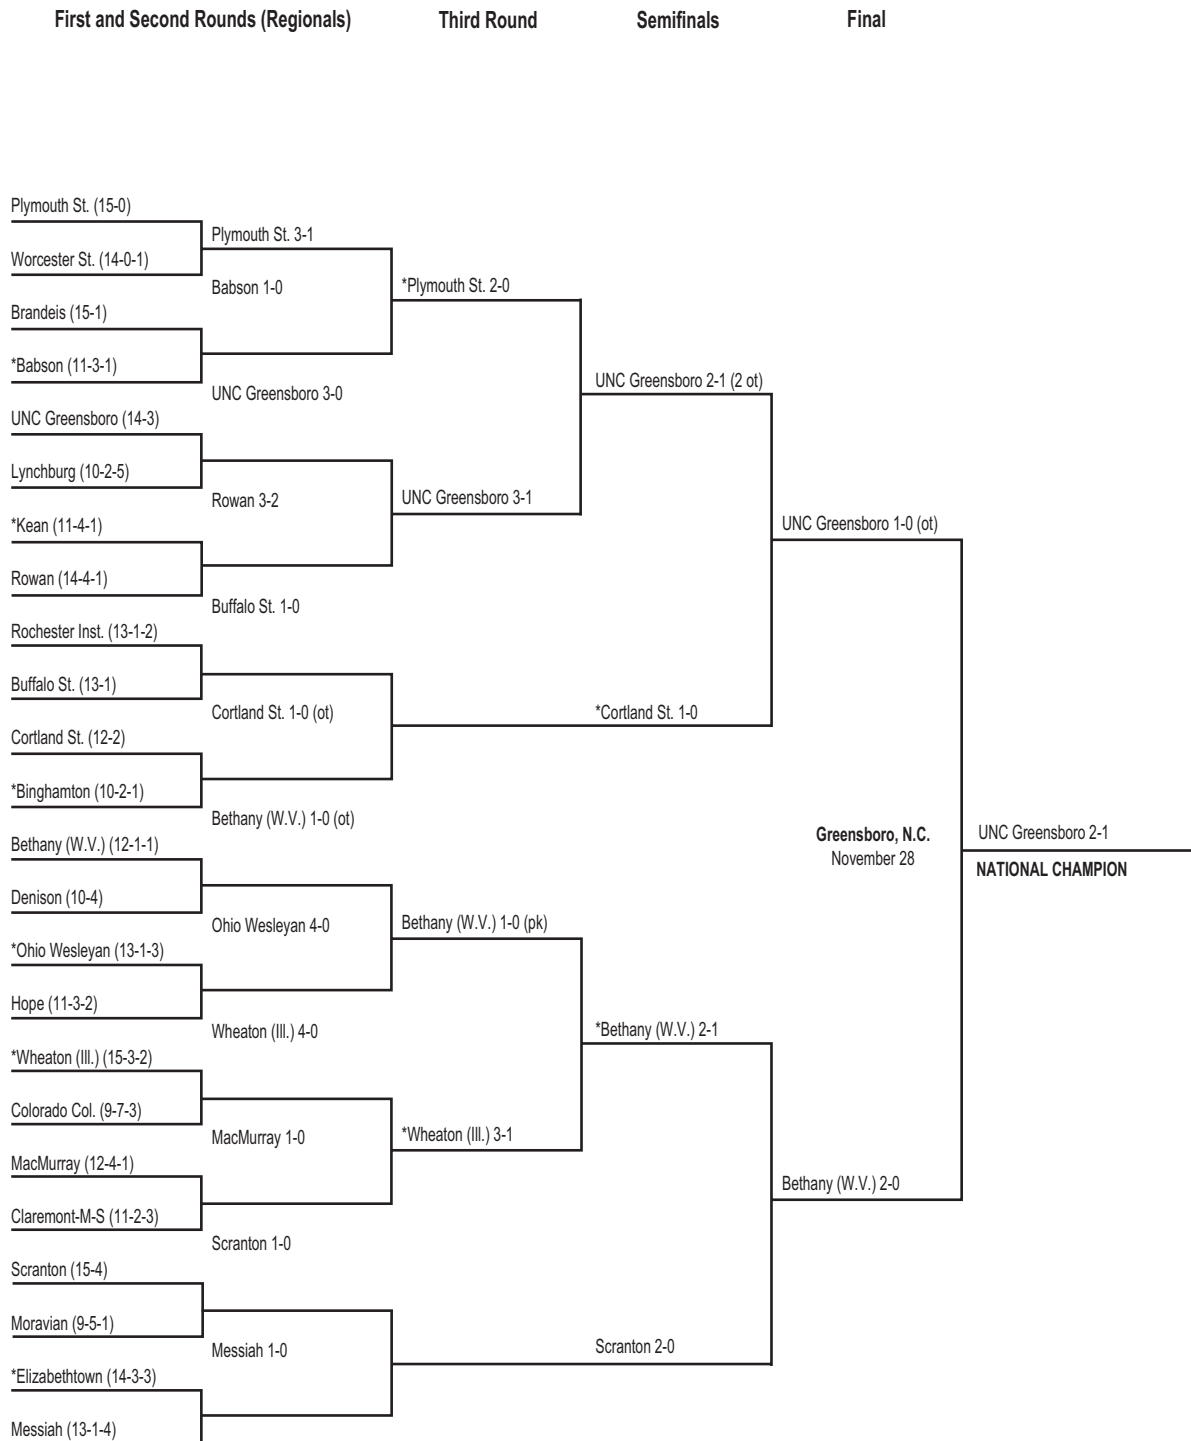 First and Second Rounds (Regionals)
Third Round
Semifinals
Final
Plymouth St. (15-0)
Plymouth St. 3-1
Worcester St. (14-0-1)
Babson 1-0
*Plymouth St. 2-0
Brandeis (15-1)
*Babson (11-3-1)
UNC Greensboro 2-1 (2 ot)
UNC Greensboro 3-0
UNC Greensboro (14-3)
Lynchburg (10-2-5)
Rowan 3-2
UNC Greensboro 3-1
*Kean (11-4-1)
UNC Greensboro 1-0 (ot)
Rowan (14-4-1)
Buffalo St. 1-0
Rochester Inst. (13-1-2)
Buffalo St. (13-1)
Cortland St. 1-0 (ot)
*Cortland St. 1-0
Cortland St. (12-2)
*Binghamton (10-2-1)
Bethany (W.V.) 1-0 (ot)
Greensboro, N.C.
November 28
UNC Greensboro 2-1
NATIONAL CHAMPION
Bethany (W.V.) (12-1-1)
Denison (10-4)
Ohio Wesleyan 4-0
Bethany (W.V.) 1-0 (pk)
*Ohio Wesleyan (13-1-3)
Hope (11-3-2)
Wheaton (Ill.) 4-0
*Bethany (W.V.) 2-1
*Wheaton (Ill.) (15-3-2)
Colorado Col. (9-7-3)
MacMurray 1-0
*Wheaton (Ill.) 3-1
MacMurray (12-4-1)
Bethany (W.V.) 2-0
Claremont-M-S (11-2-3)
Scranton 1-0
Scranton (15-4)
Moravian (9-5-1)
Messiah 1-0
Scranton 2-0
*Elizabethtown (14-3-3)
Messiah (13-1-4)